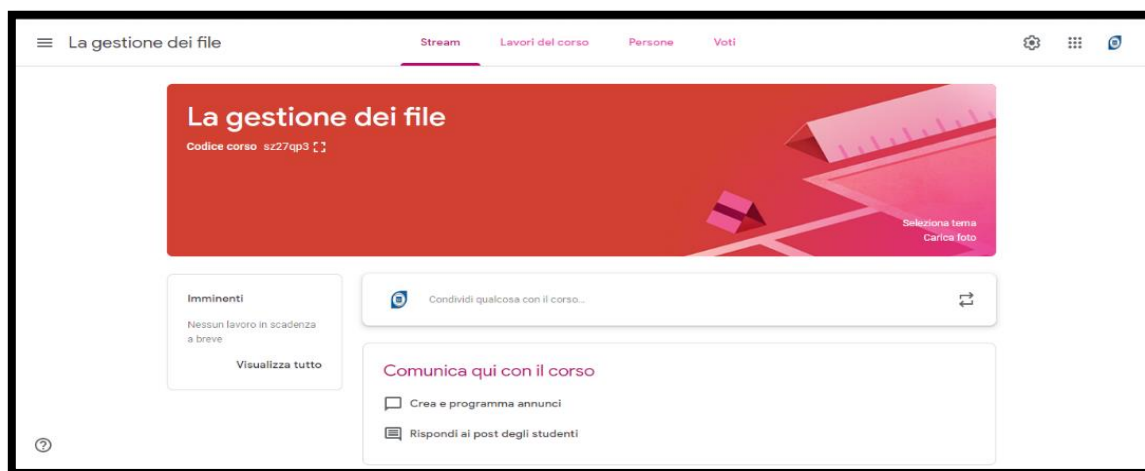 La gestione dei file
Stream Lavori del corso Persone Voti
La gestione dei file
Codice corso sz27qp3
Seleziona tema
Carica foto
Imminenti
Nessun lavoro in scadenza
a breve
Visualizza tutto
Condividi qualcosa con il corso...
Comunica qui con il corso
Crea e programma annunci
Rispondi ai post degli studenti